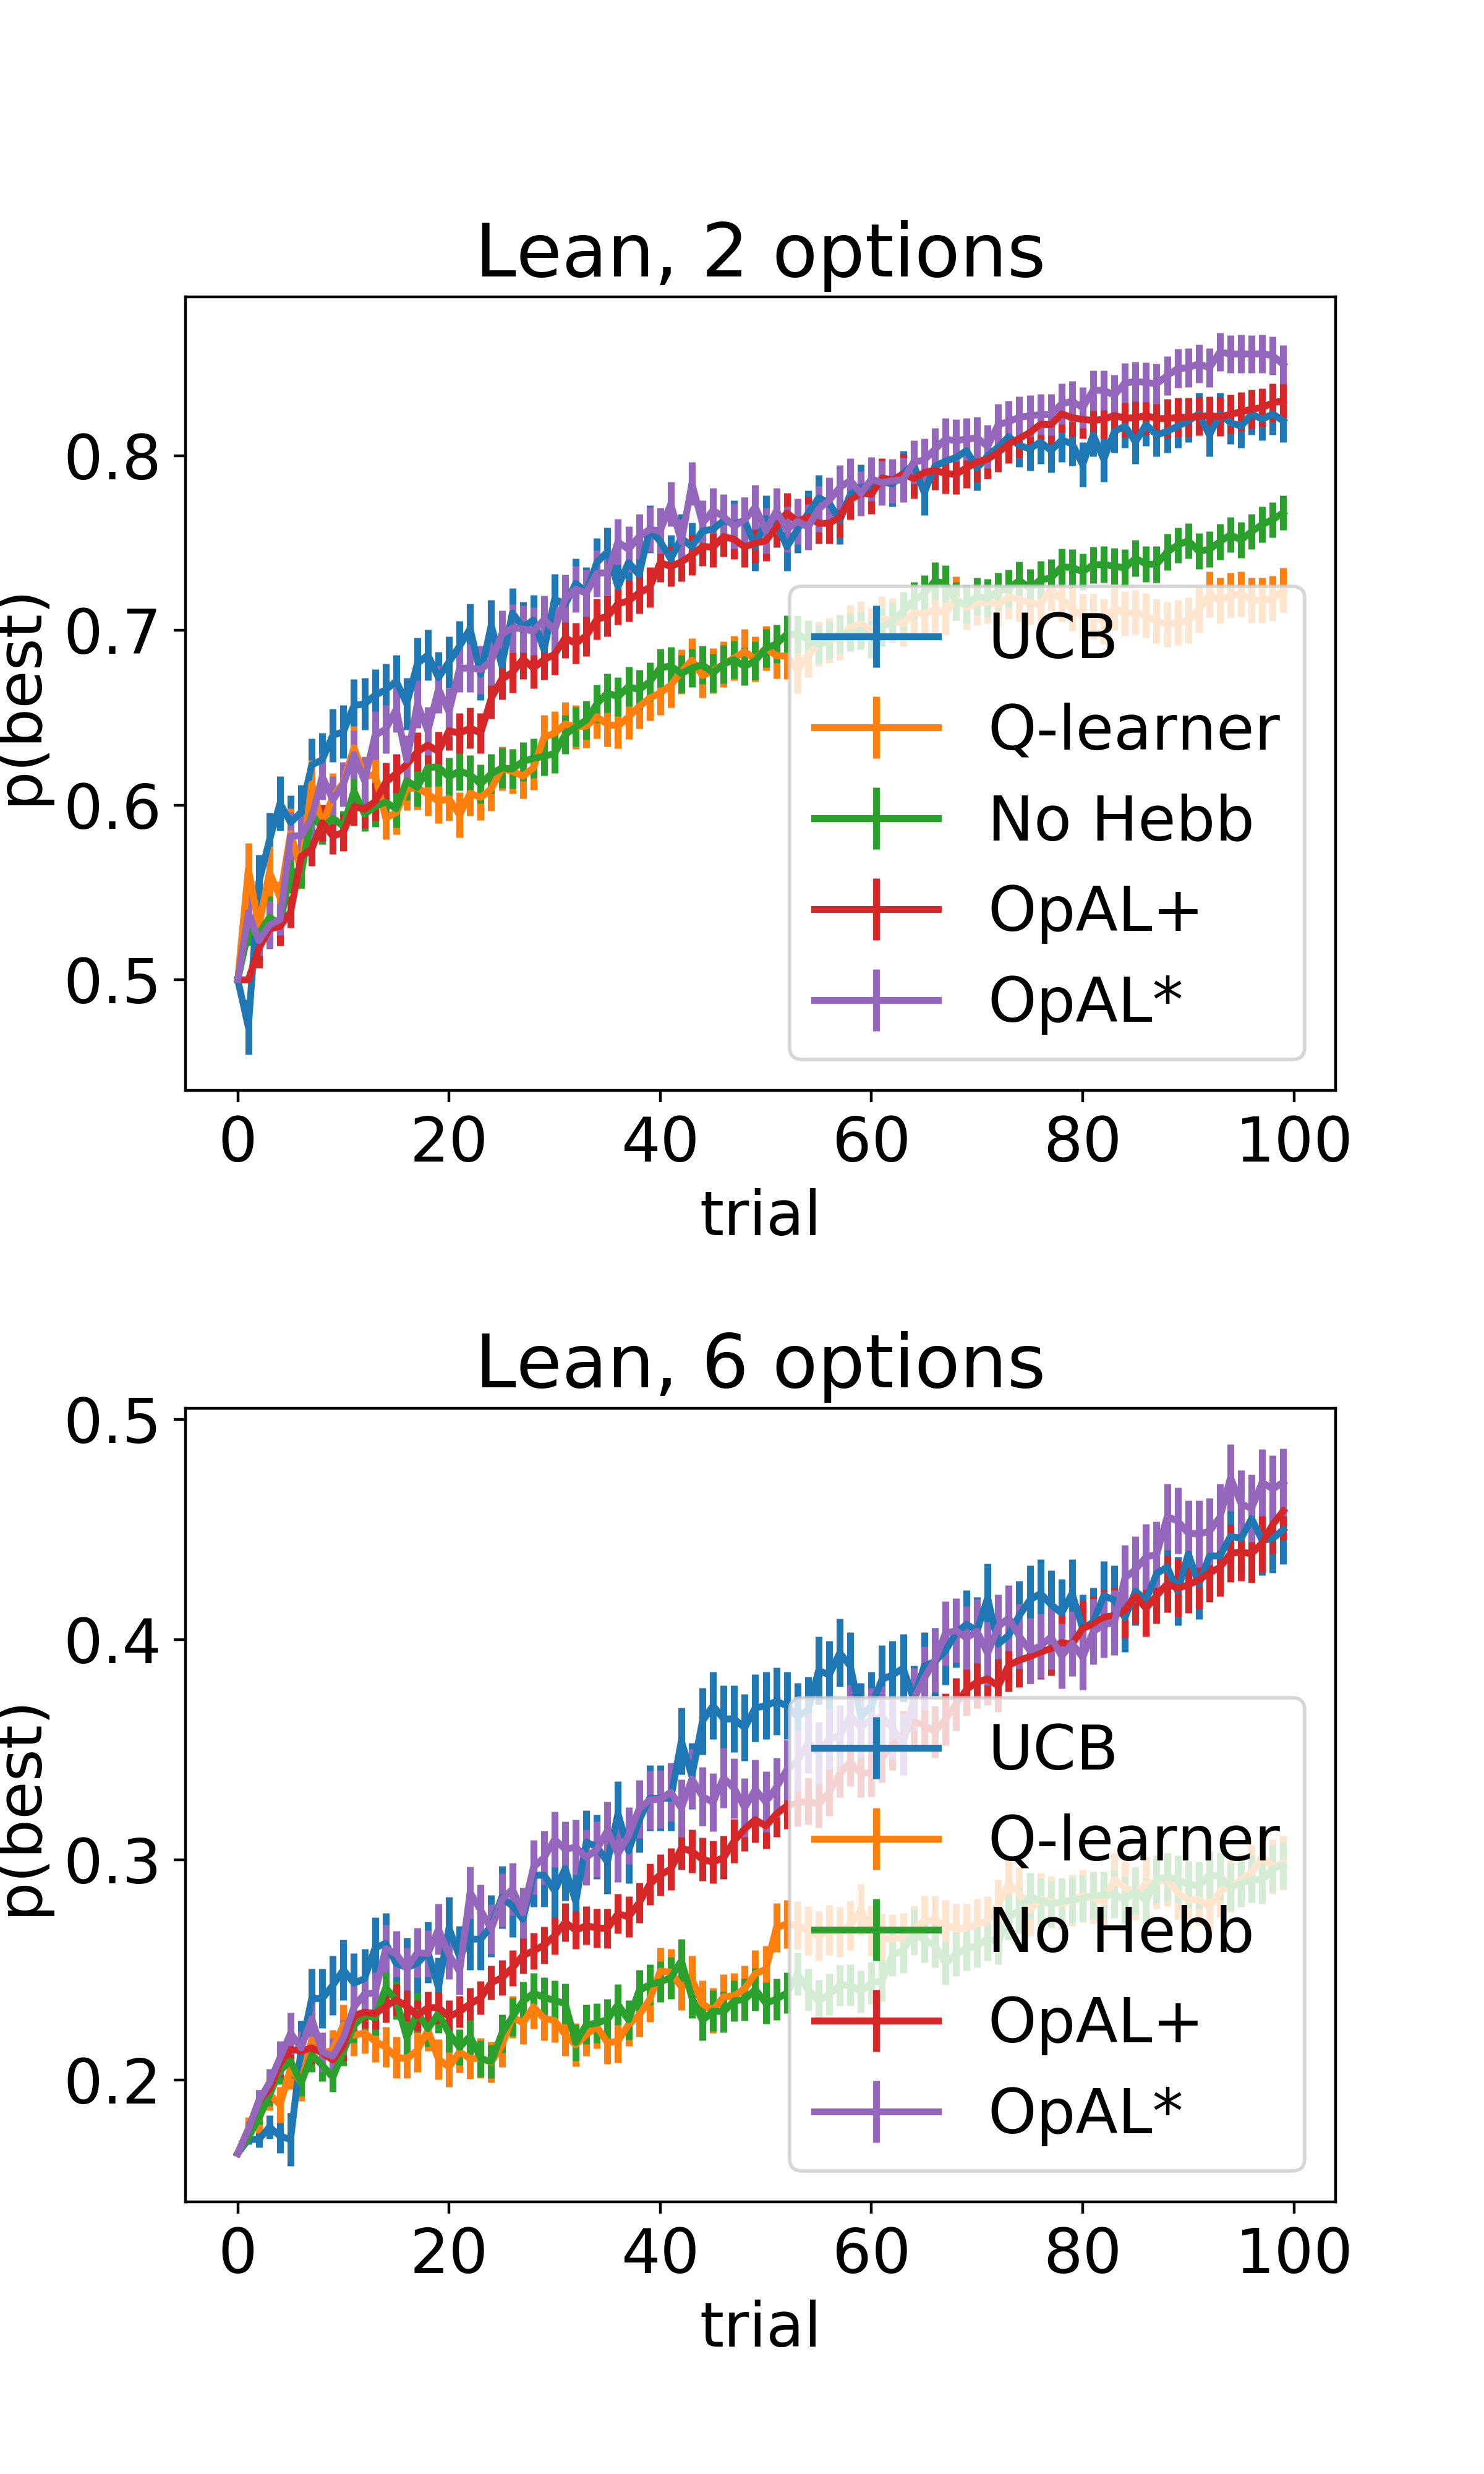 Lean, 2 options
0.8
0.7
0.6
0.5
p(best)
UCB
Q-learner
No Hebb
OpAL+
OpAL*
0 20 40 60 80 100
trial
Lean, 6 options
0.5
0.4
0.3
0.2
p(best)
UCB
Q-learner
No Hebb
OpAL+
OpAL*
0 20 40 60 80 100
trial